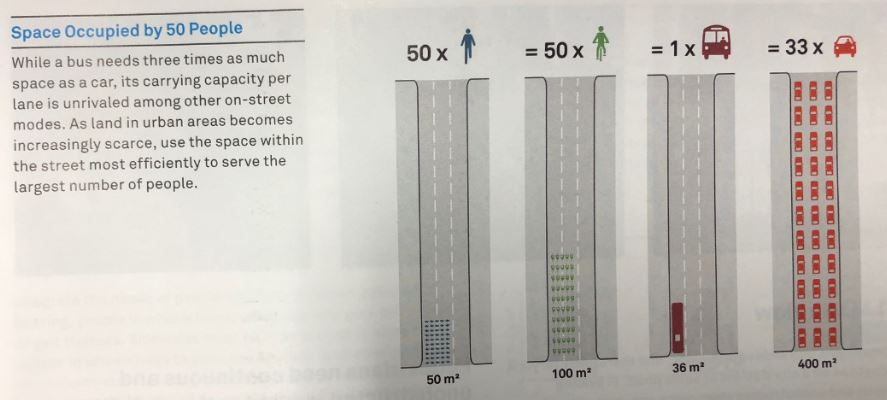 Space Occupied by 50 People
While a bus needs three times as much
space as a car, its carrying capacity per
lane is unrivaled among other on-street
modes. As land in urban areas becomes
increasingly scarce, use the space within
the street most efficiently to serve the
largest number of people.
50 x
= 50 x
= 1 x
= 33 x
50 m²
100 m²
36 m²
400 m²